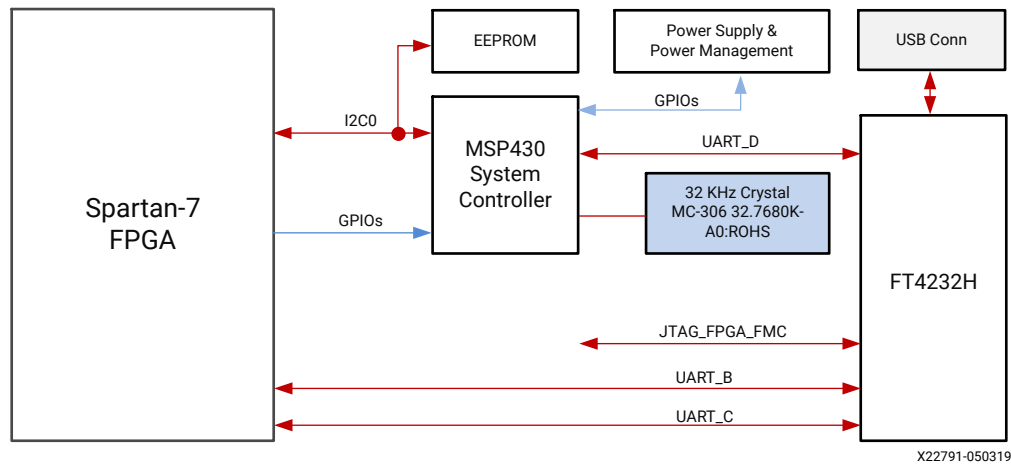 EEPROM
Power Supply &
Power Management
USB Conn
GPIOs
I2C0
MSP430
System
Controller
UART_D
32 KHz Crystal
MC-306 32.7680K-
A0:ROHS
Spartan-7
FPGA
GPIOs
FT4232H
JTAG_FPGA_FMC
UART_B
UART_C
X22791-050319